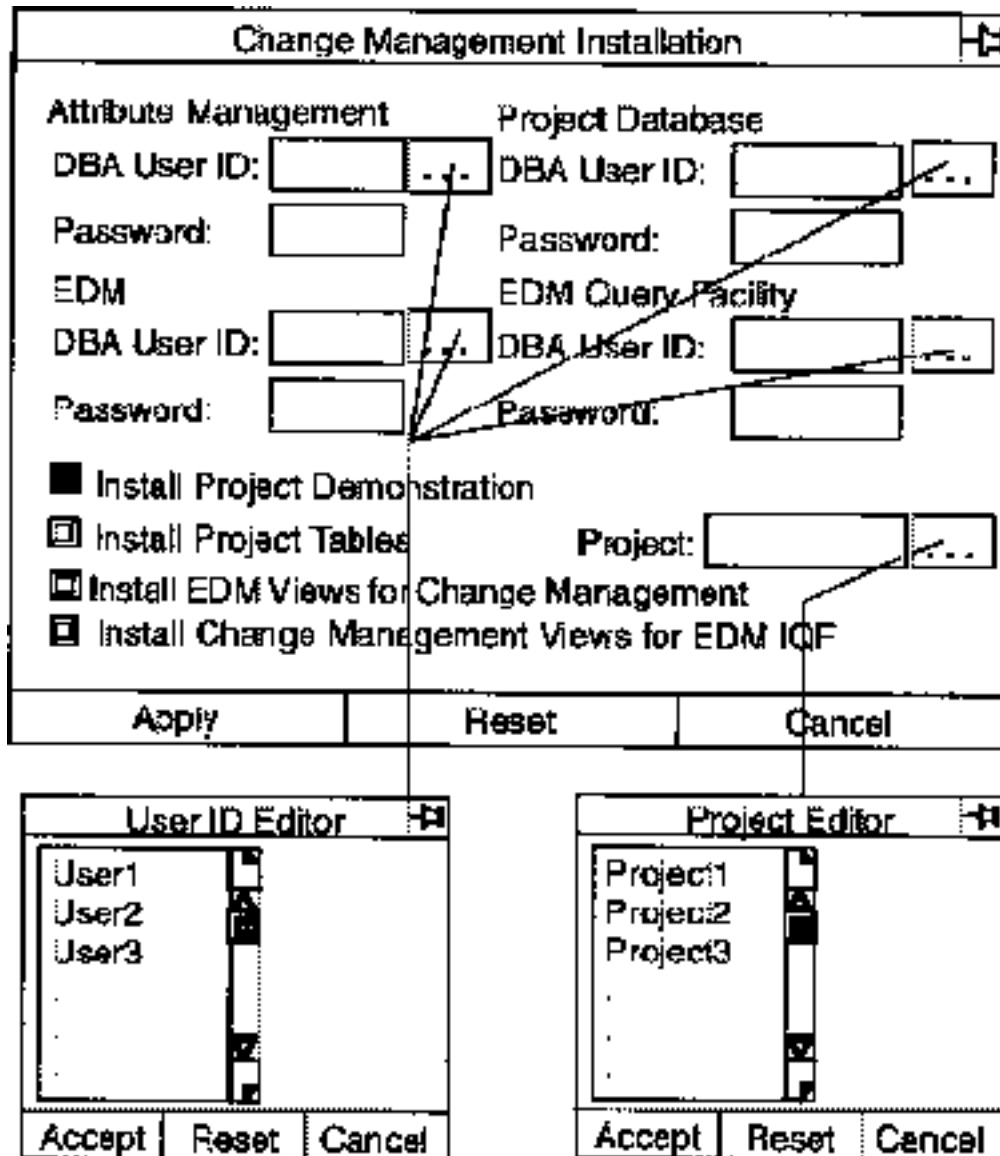 Change Management Installation
Attribute Management Project Database
DBA User ID: ... DBA User ID: ...
Password: Password:
EDM EDM Query Facility
DBA User ID: ... DBA User ID: ...
Password: Password:
Install Project Demonstration
Install Project Tables Project: ...
Install EDM Views for Change Management
Install Change Management Views for EDM IQF
Apply Reset Cancel
User ID Editor Project Editor
User1 Project1
User2 Project2
User3 Project3
. .
. .
. .
Accept Reset Cancel Accept Reset Cancel